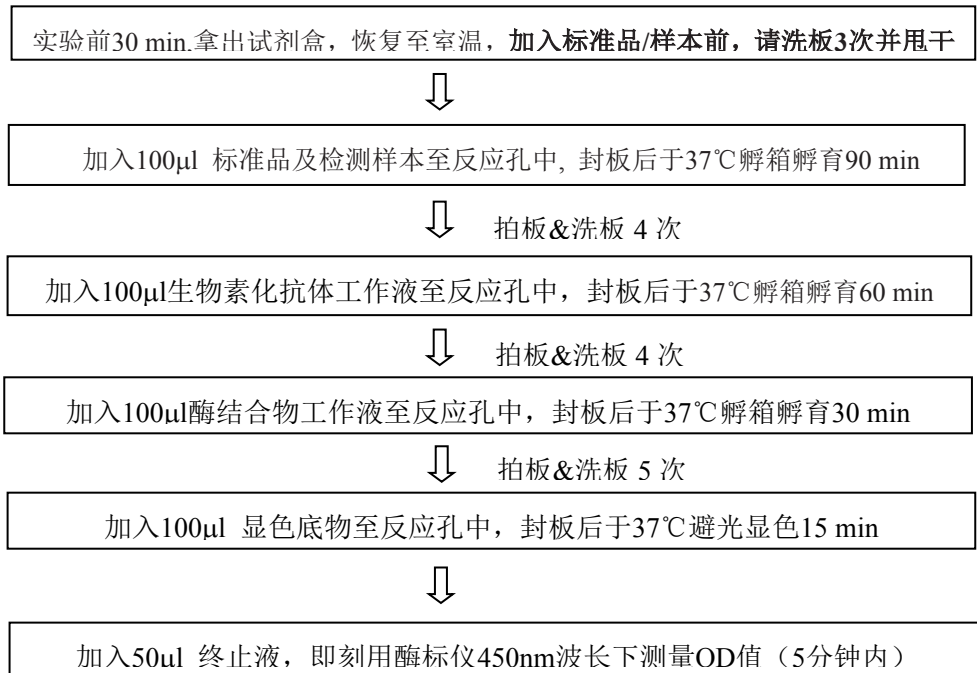 实验前30 min.拿出试剂盒，恢复至室温，加入标准品/样本前，请洗板3次并甩干
加入100μl 标准品及检测样本至反应孔中, 封板后于37℃孵箱孵育90 min
拍板&洗板 4 次
加入100μl生物素化抗体工作液至反应孔中，封板后于37℃孵箱孵育60 min
拍板&洗板 4 次
加入100μl酶结合物工作液至反应孔中，封板后于37℃孵箱孵育30 min
拍板&洗板 5 次
加入100μl 显色底物至反应孔中，封板后于37℃避光显色15 min
加入50μl 终止液，即刻用酶标仪450nm波长下测量OD值（5分钟内）